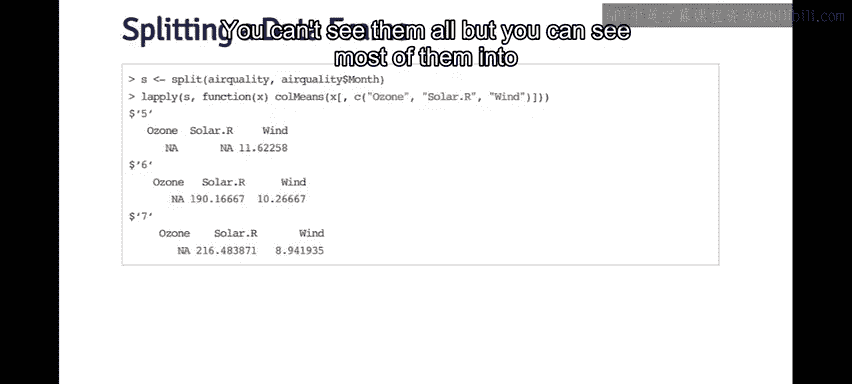 Splitting a Data Frame
You can't see them all but you can see
most of them into
> s <- split(airquality, airquality$Month)
> lapply(s, function(x) colMeans(x[, c("Ozone", "Solar.R", "Wind")]))
$`5`
Ozone Solar.R Wind
NA NA 11.62258
$`6`
Ozone Solar.R Wind
NA 190.16667 10.26667
$`7`
Ozone Solar.R Wind
NA 216.483871 8.941935